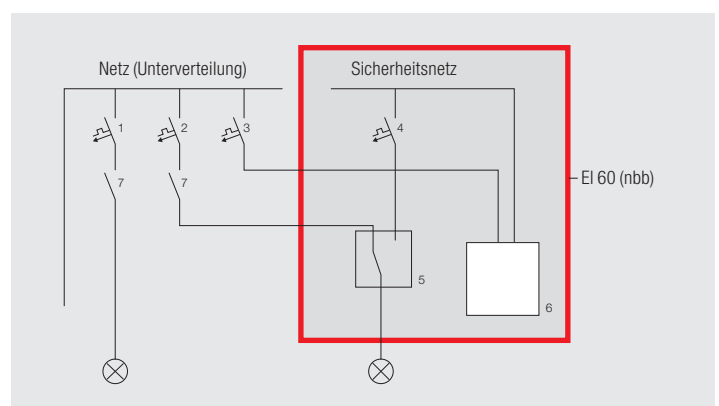 Netz (Unterverteilung)
Sicherheitsnetz
1
2
3
4
7
7
EI 60 (nbb)
5
6